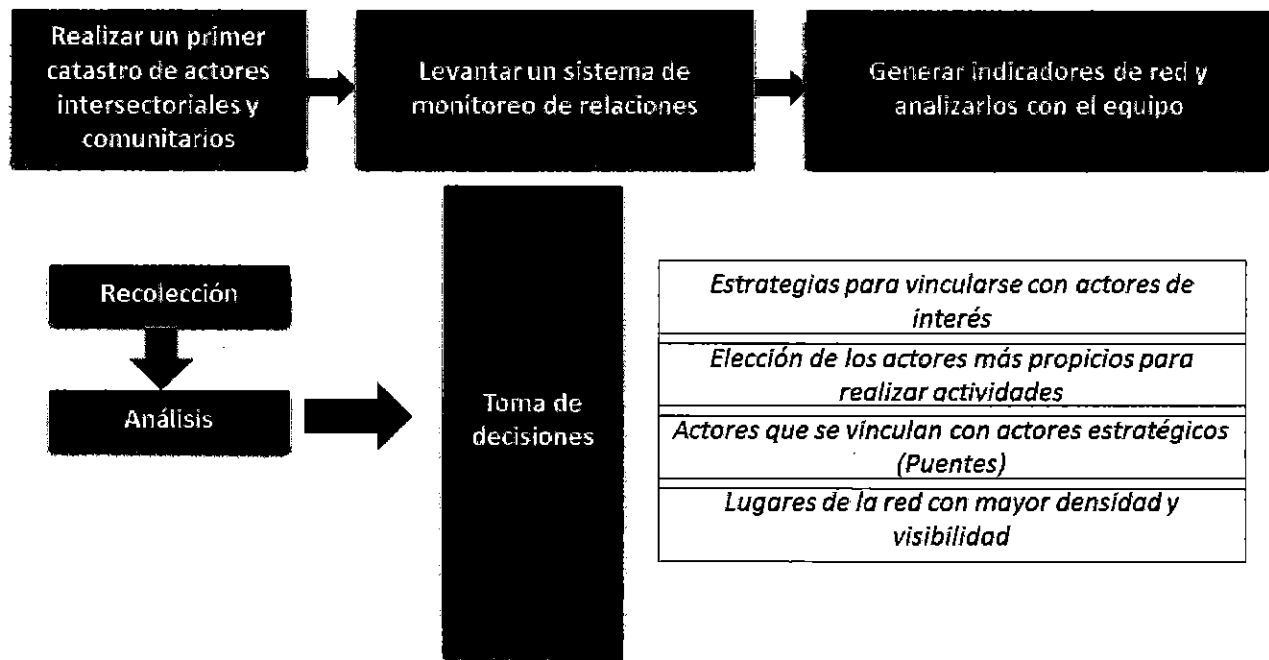 Realizar un primer
catastro de actores
intersectoriales y
comunitarios
Levantar un sistema de
monitoreo de relaciones
Generar indicadores de red y
analizarlos con el equipo
Recolección
Análisis
Toma de
decisiones
Estrategias para vincularse con actores de
interés
Elección de los actores más propicios para
realizar actividades
Actores que se vinculan con actores estratégicos
(Puentes)
Lugares de la red con mayor densidad y
visibilidad